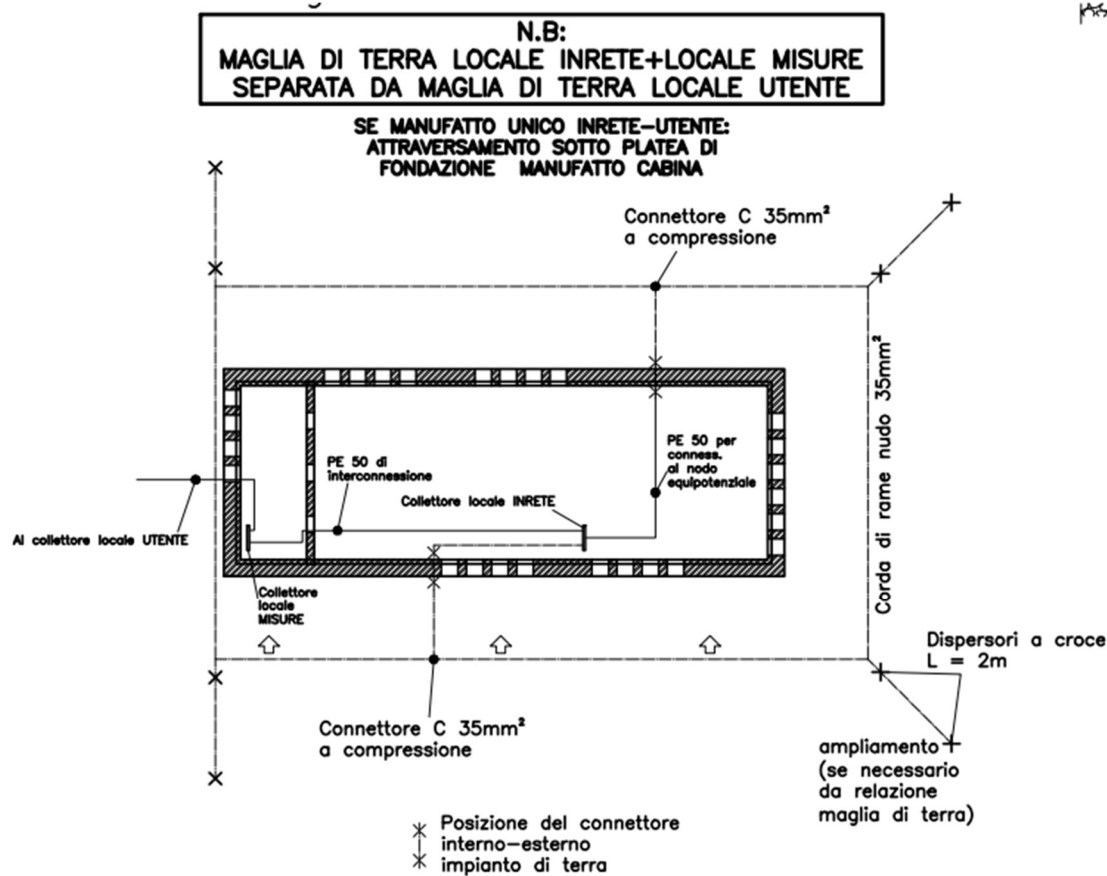 N.B:
MAGLIA DI TERRA LOCALE INRETE+LOCALE MISURE
SEPARATA DA MAGLIA DI TERRA LOCALE UTENTE
SE MANUFATTO UNICO INRETE-UTENTE:
ATTRAVERSAMENTO SOTTO PLATEA DI
FONDAZIONE MANUFATTO CABINA
Connettore C 35mm²
a compressione
Corda di rame nudo 35mm²
PE 50 di
interconnessione
PE 50 per
conness.
al nodo
equipotenziale
Collettore locale INRETE
Al collettore locale UTENTE
Collettore
locale
MISURE
Dispersori a croce
L = 2m
Connettore C 35mm²
a compressione
ampliamento
(se necessario
da relazione
maglia di terra)
Posizione del connettore
interno-esterno
impianto di terra